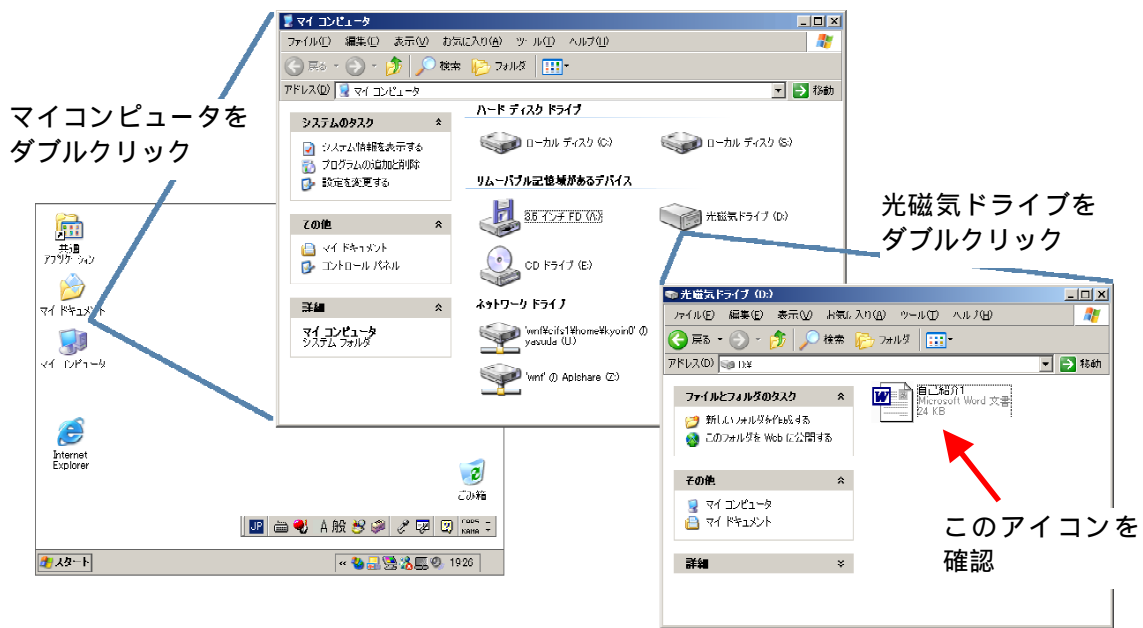 マイコンピュータを
ダブルクリック
共通
アプリケーション
マイ ドキュメント
マイ コンピュータ
Internet
Explorer
ごみ箱
JP
A 般
CAPS
KANA
スタート
19:26
マイ コンピュータ
ファイル(F) 編集(E) 表示(V) お気に入り(A) ツール(T) ヘルプ(H)
戻る 検索 フォルダ
アドレス(D) マイ コンピュータ 移動
システムのタスク
システム情報を表示する
プログラムの追加と削除
設定を変更する
その他
マイ ドキュメント
コントロール パネル
詳細
マイ コンピュータ
システム フォルダ
ハード ディスク ドライブ
ローカル ディスク (C:) ローカル ディスク (S:)
リムーバブル記憶域があるデバイス
3.5 インチ FD (A:) 光磁気ドライブ (D:)
CD ドライブ (E:)
ネットワーク ドライブ
'wnf¥cifs1¥home¥kyoin0' の
yasuda (U:)
'wnf' の Aplshare (Z:)
光磁気ドライブを
ダブルクリック
光磁気ドライブ (D:)
ファイル(F) 編集(E) 表示(V) お気に入り(A) ツール(T) ヘルプ(H)
戻る 検索 フォルダ
アドレス(D) D:¥ 移動
ファイルとフォルダのタスク
新しいフォルダを作成する
このフォルダを Web に公開する
その他
マイ コンピュータ
マイ ドキュメント
詳細
自己紹介1
Microsoft Word 文書
24 KB
このアイコンを
確認